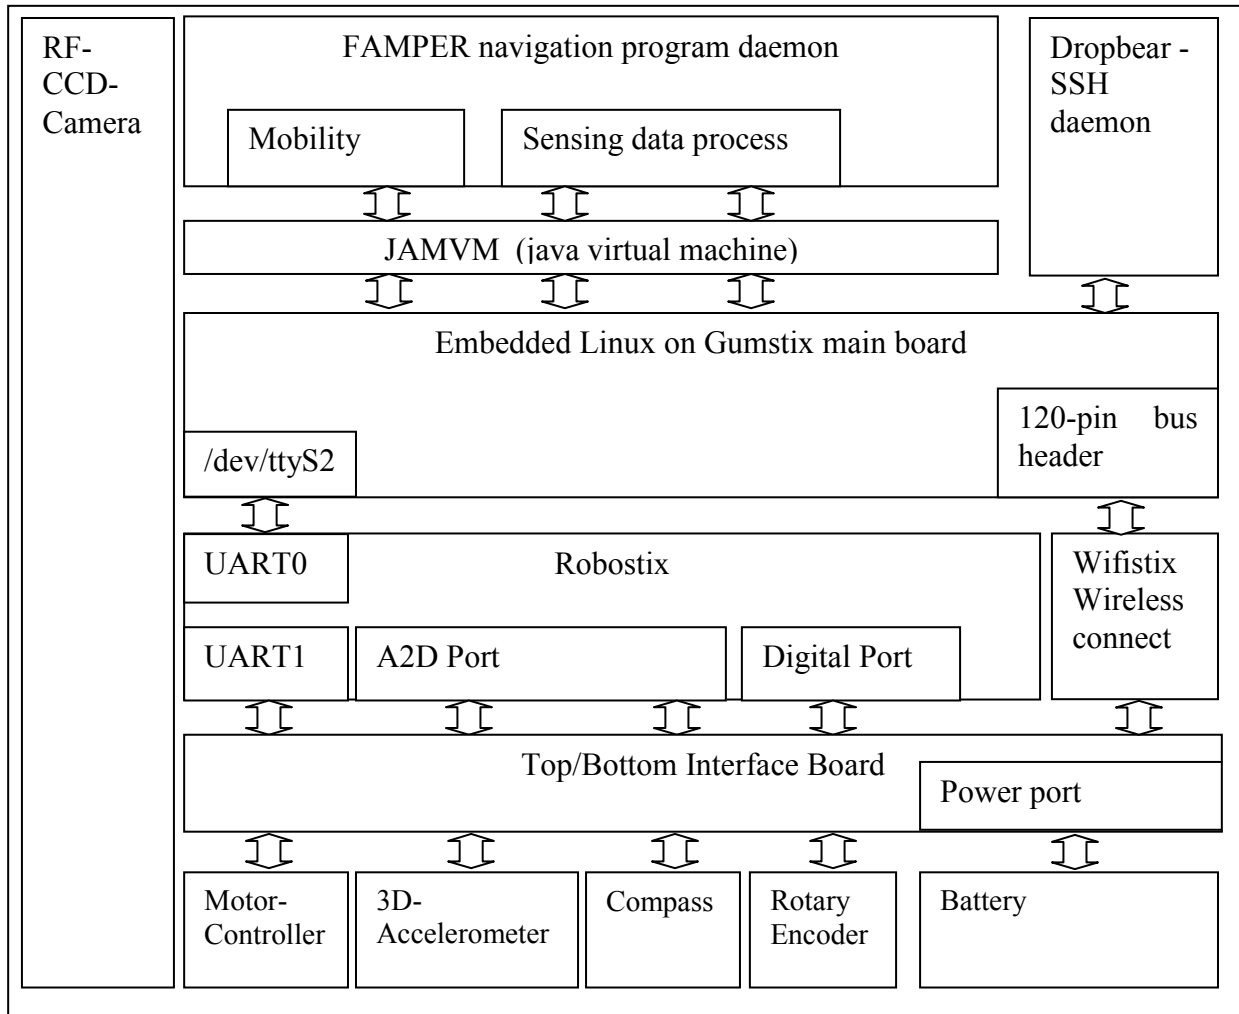 RF-
CCD-
Camera
FAMPER navigation program daemon
Mobility
Sensing data process
Dropbear -
SSH
daemon
JAMVM (java virtual machine)
Embedded Linux on Gumstix main board
/dev/ttyS2
120-pin bus
header
UART0
Robostix
UART1
A2D Port
Digital Port
Wifistix
Wireless
connect
Top/Bottom Interface Board
Power port
Motor-
Controller
3D-
Accelerometer
Compass
Rotary
Encoder
Battery